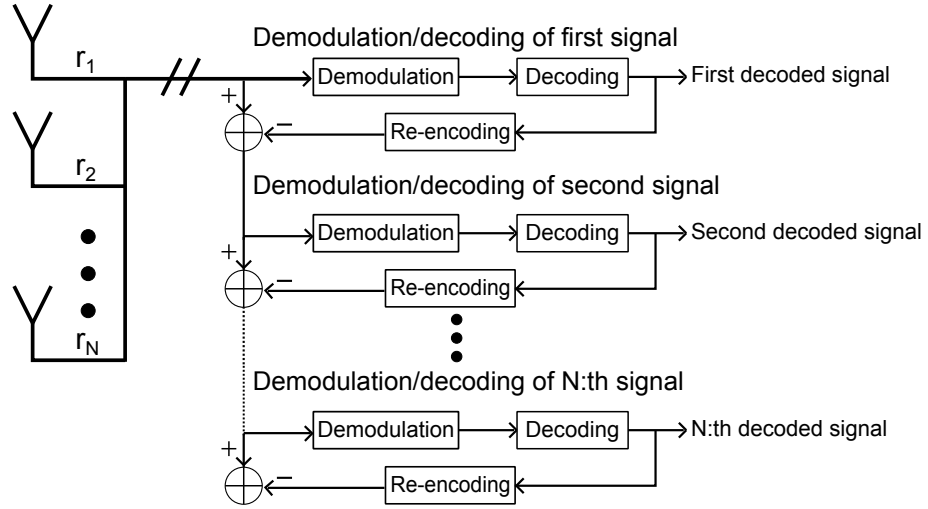 Demodulation/decoding of first signal
r1
Demodulation
Decoding
First decoded signal
+
−
Re-encoding
r2
Demodulation/decoding of second signal
Demodulation
Decoding
Second decoded signal
+
−
Re-encoding
rN
Demodulation/decoding of N:th signal
Demodulation
Decoding
N:th decoded signal
+
−
Re-encoding